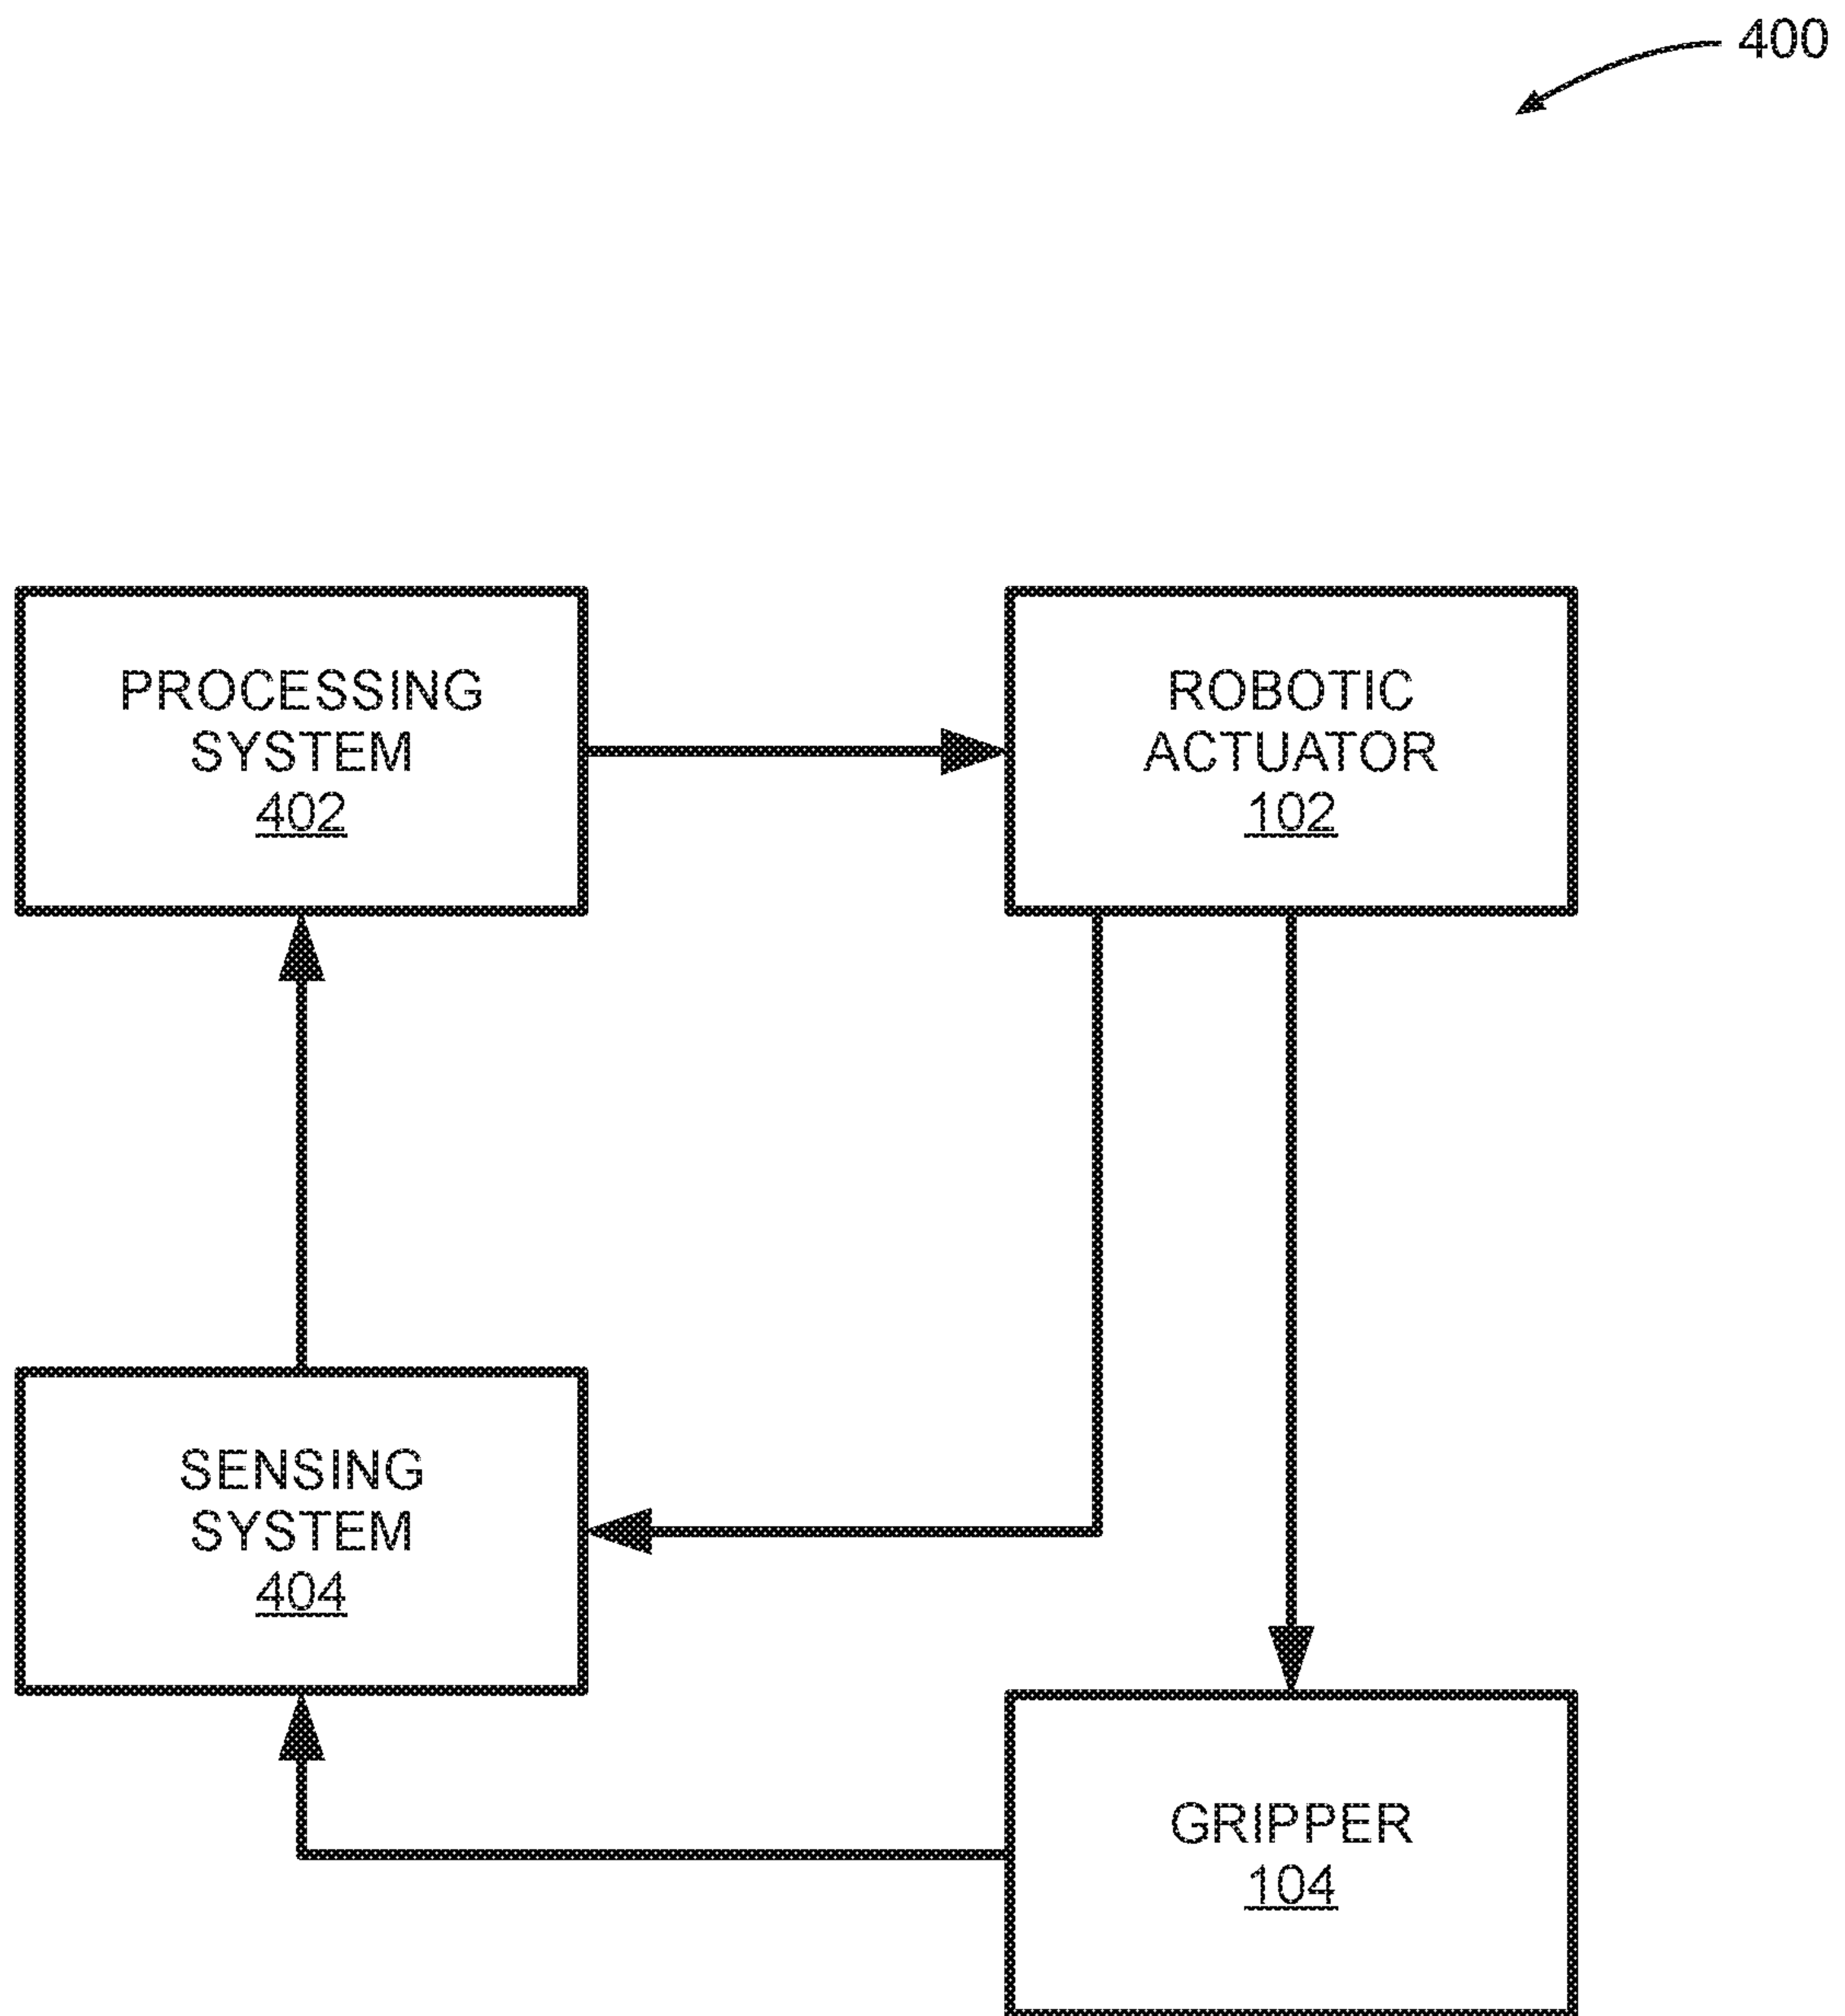 400
PROCESSING
SYSTEM
402
ROBOTIC
ACTUATOR
102
SENSING
SYSTEM
404
GRIPPER
104